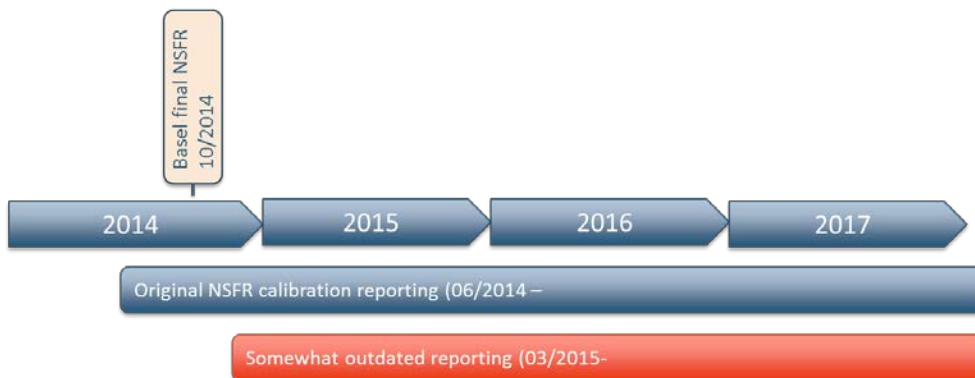 Basel final NSFR
10/2014
2014
2015
2016
2017
Original NSFR calibration reporting (06/2014 –
Somewhat outdated reporting (03/2015-